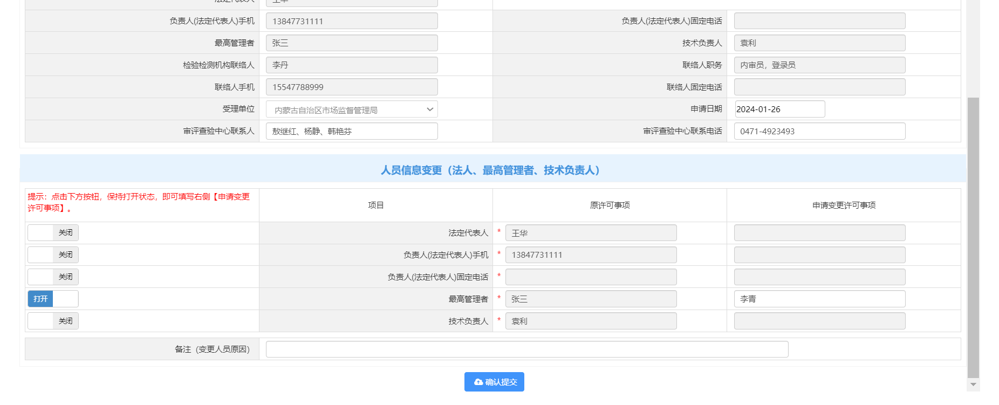 法定代表人 王华
负责人(法定代表人)手机 13847731111 负责人(法定代表人)固定电话
最高管理者 张三 技术负责人 袁利
检验检测机构联络人 李丹 联络人职务 内审员，登录员
联络人手机 15547788999 联络人固定电话
受理单位 内蒙古自治区市场监督管理局 申请日期 2024-01-26
审评查验中心联系人 敖继红、杨静、韩艳芬 审评查验中心联系电话 0471-4923493
人员信息变更（法人、最高管理者、技术负责人）
提示：点击下方按钮，保持打开状态，即可填写右侧【申请变更
许可事项】。
项目 原许可事项 申请变更许可事项
关闭 法定代表人 * 王华
关闭 负责人(法定代表人)手机 * 13847731111
关闭 负责人(法定代表人)固定电话 *
打开 最高管理者 * 张三 李青
关闭 技术负责人 * 袁利
备注（变更人员原因）
确认提交